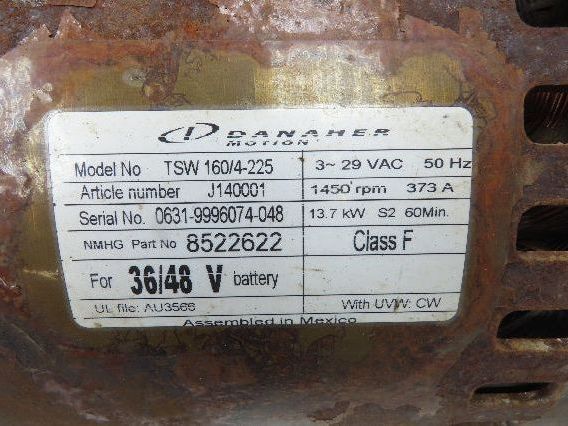 DANAHER
MOTION
Model No TSW 160/4-225 3~ 29 VAC 50 Hz
Article number J140001 1450 rpm 373 A
Serial No. 0631-9996074-048 13.7 kW S2 60Min.
NMHG Part No 8522622 Class F
For 36/48 V battery
UL file: AU3566 With UVW: CW
Assembled in Mexico